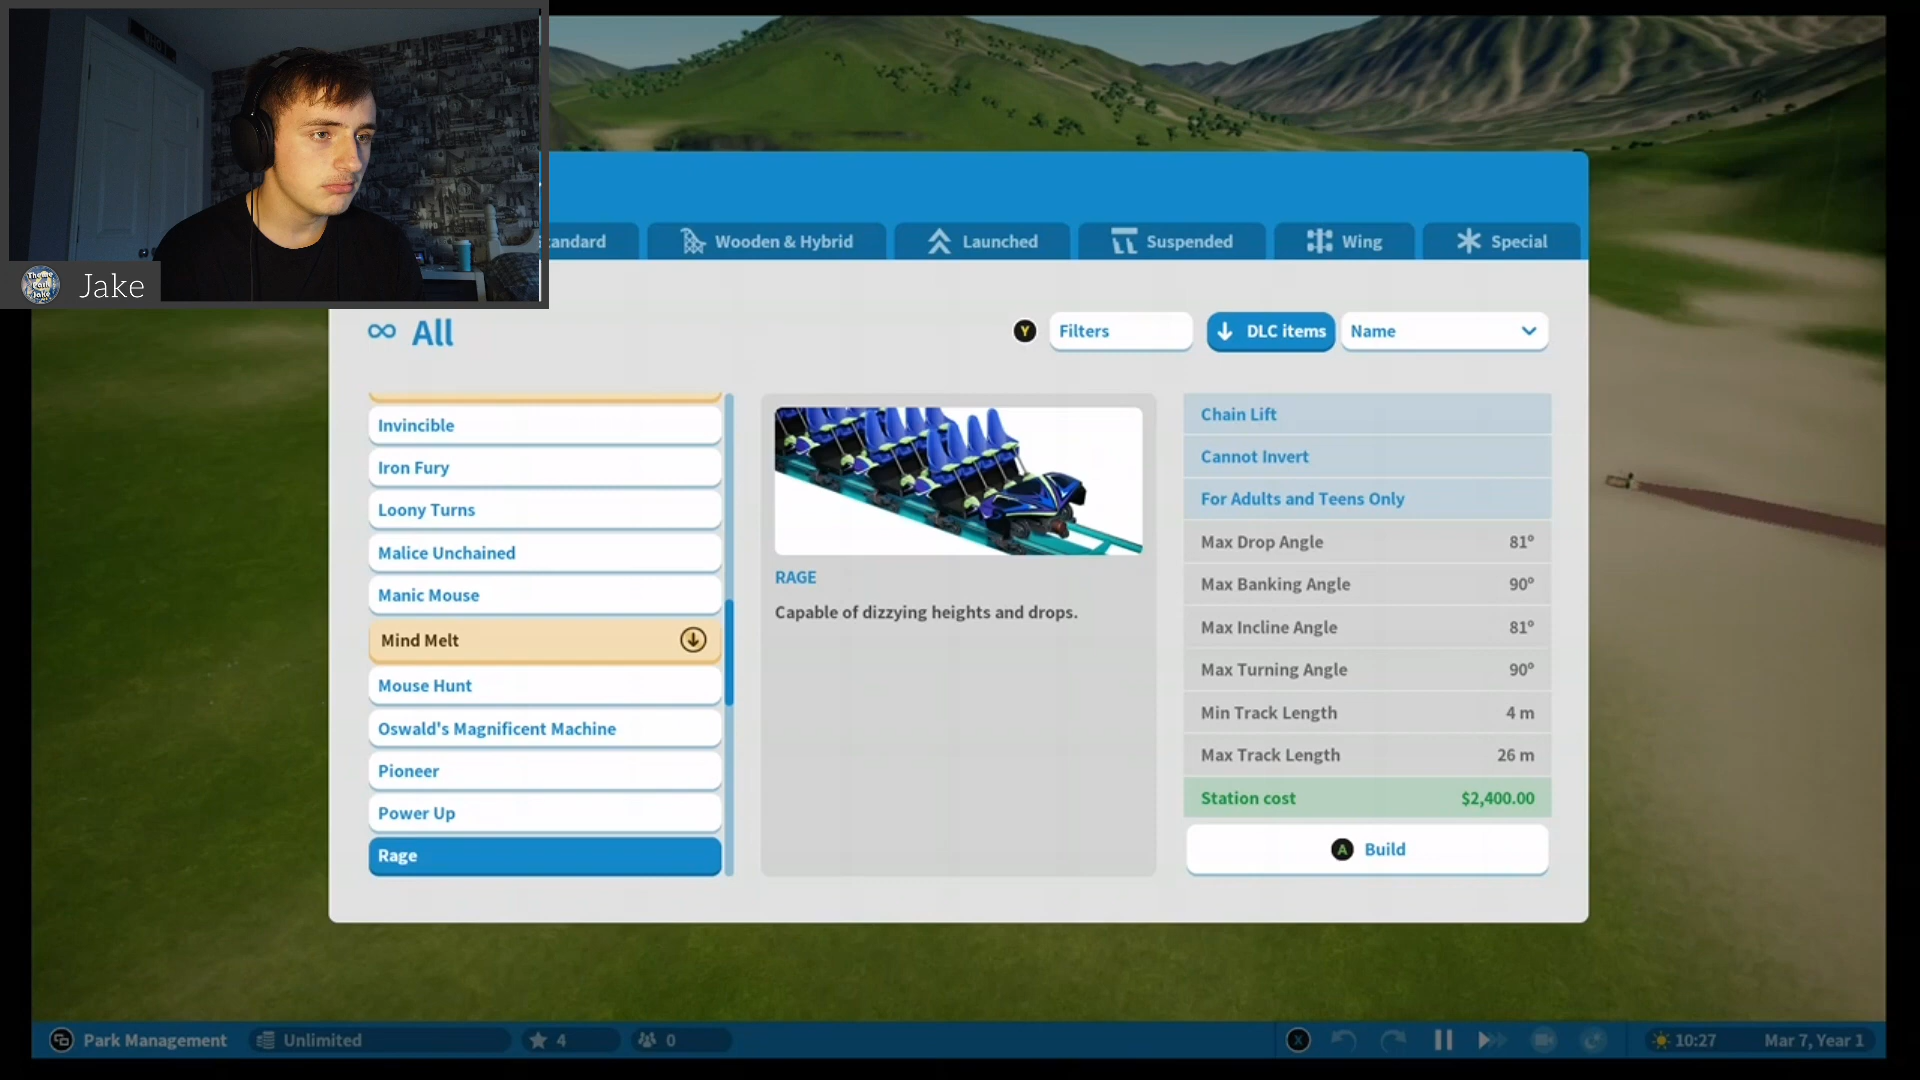 Theme
Park
Jake
Jake
Wooden & Hybrid
Launched
Suspended
Wing
Special
All
Y
Filters
DLC items
Name
Invincible
Iron Fury
Loony Turns
Malice Unchained
Manic Mouse
Mind Melt
Mouse Hunt
Oswald's Magnificent Machine
Pioneer
Power Up
Rage
RAGE
Capable of dizzying heights and drops.
Chain Lift
Cannot Invert
For Adults and Teens Only
Max Drop Angle 81°
Max Banking Angle 90°
Max Incline Angle 81°
Max Turning Angle 90°
Min Track Length 4 m
Max Track Length 26 m
Station cost $2,400.00
A Build
Park Management
Unlimited
4
0
X
10:27
Mar 7, Year 1